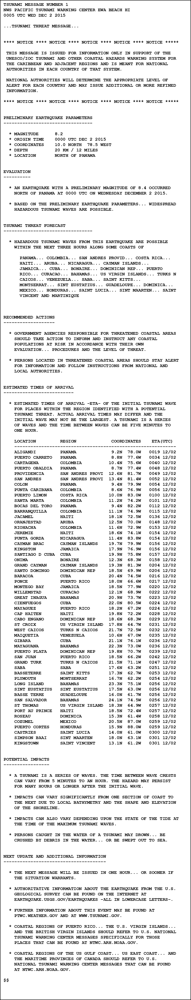 TSUNAMI MESSAGE NUMBER 1
NWS PACIFIC TSUNAMI WARNING CENTER EWA BEACH HI
0005 UTC WED DEC 2 2015
...TSUNAMI THREAT MESSAGE...
**** NOTICE **** NOTICE **** NOTICE **** NOTICE **** NOTICE *****
THIS MESSAGE IS ISSUED FOR INFORMATION ONLY IN SUPPORT OF THE
UNESCO/IOC TSUNAMI AND OTHER COASTAL HAZARDS WARNING SYSTEM FOR
THE CARIBBEAN AND ADJACENT REGIONS AND IS MEANT FOR NATIONAL
AUTHORITIES IN EACH COUNTRY OF THAT SYSTEM.
NATIONAL AUTHORITIES WILL DETERMINE THE APPROPRIATE LEVEL OF
ALERT FOR EACH COUNTRY AND MAY ISSUE ADDITIONAL OR MORE REFINED
INFORMATION.
**** NOTICE **** NOTICE **** NOTICE **** NOTICE **** NOTICE *****
PRELIMINARY EARTHQUAKE PARAMETERS
---------------------------------
* MAGNITUDE 8.2
* ORIGIN TIME 0000 UTC DEC 2 2015
* COORDINATES 10.0 NORTH 78.5 WEST
* DEPTH 20 KM / 12 MILES
* LOCATION NORTH OF PANAMA
EVALUATION
----------
* AN EARTHQUAKE WITH A PRELIMINARY MAGNITUDE OF 8.4 OCCURRED
NORTH OF PANAMA AT 0000 UTC ON WEDNESDAY DECEMBER 2 2015.
* BASED ON THE PRELIMINARY EARTHQUAKE PARAMETERS... WIDESPREAD
HAZARDOUS TSUNAMI WAVES ARE POSSIBLE.
TSUNAMI THREAT FORECAST
---------------------------------
* HAZARDOUS TSUNAMI WAVES FROM THIS EARTHQUAKE ARE POSSIBLE
WITHIN THE NEXT THREE HOURS ALONG SOME COASTS OF
PANAMA... COLOMBIA... SAN ANDRES PROVID... COSTA RICA...
HAITI... ARUBA... NICARAGUA... CAYMAN ISLANDS...
JAMAICA... CUBA... BONAIRE... DOMINICAN REP... PUERTO
RICO... CURACAO... BAHAMAS... US VIRGIN ISLANDS... TURKS N
CAICOS... VENEZUELA... SABA... SAINT KITTS...
MONTSERRAT... SINT EUSTATIUS... GUADELOUPE... DOMINICA...
MEXICO... HONDURAS... SAINT LUCIA... SINT MAARTEN... SAINT
VINCENT AND MARTINIQUE
RECOMMENDED ACTIONS
-------------------
* GOVERNMENT AGENCIES RESPONSIBLE FOR THREATENED COASTAL AREAS
SHOULD TAKE ACTION TO INFORM AND INSTRUCT ANY COASTAL
POPULATIONS AT RISK IN ACCORDANCE WITH THEIR OWN
EVALUATION... PROCEDURES AND THE LEVEL OF THREAT.
* PERSONS LOCATED IN THREATENED COASTAL AREAS SHOULD STAY ALERT
FOR INFORMATION AND FOLLOW INSTRUCTIONS FROM NATIONAL AND
LOCAL AUTHORITIES.
ESTIMATED TIMES OF ARRIVAL
--------------------------
* ESTIMATED TIMES OF ARRIVAL -ETA- OF THE INITIAL TSUNAMI WAVE
FOR PLACES WITHIN THE REGION IDENTIFIED WITH A POTENTIAL
TSUNAMI THREAT. ACTUAL ARRIVAL TIMES MAY DIFFER AND THE
INITIAL WAVE MAY NOT BE THE LARGEST. A TSUNAMI IS A SERIES
OF WAVES AND THE TIME BETWEEN WAVES CAN BE FIVE MINUTES TO
ONE HOUR.
LOCATION REGION COORDINATES ETA(UTC)
------------------------------------------------------------
ALIGANDI PANAMA 9.2N 78.0W 0019 12/02
PUERTO CARRETO PANAMA 8.8N 77.6W 0034 12/02
CARTAGENA COLOMBIA 10.4N 75.6W 0040 12/02
PUERTO OBALDIA PANAMA 8.7N 77.4W 0048 12/02
PROVIDENCIA SAN ANDRES PROVI 12.6N 81.7W 0049 12/02
SAN ANDRES SAN ANDRES PROVI 13.4N 81.4W 0052 12/02
COLON PANAMA 9.4N 79.9W 0054 12/02
PUNTA CARIBANA COLOMBIA 8.6N 76.9W 0056 12/02
PUERTO LIMON COSTA RICA 10.0N 83.0W 0100 12/02
SANTA MARTA COLOMBIA 11.2N 74.2W 0101 12/02
BOCAS DEL TORO PANAMA 9.4N 82.2W 0112 12/02
BARRANQUILLA COLOMBIA 11.1N 74.9W 0115 12/02
JACAMEL HAITI 18.1N 72.5W 0136 12/02
ORANJESTAD ARUBA 12.5N 70.0W 0148 12/02
RIOHACHA COLOMBIA 11.6N 72.9W 0153 12/02
JEREMIE HAITI 18.6N 74.1W 0154 12/02
PUNTA GORDA NICARAGUA 11.4N 83.8W 0154 12/02
CAYMAN BRAC CAYMAN ISLANDS 19.7N 79.9W 0156 12/02
KINGSTON JAMAICA 17.9N 76.9W 0156 12/02
SANTIAGO D CUBA CUBA 19.9N 75.8W 0157 12/02
ONIMA BONAIRE 12.3N 68.3W 0158 12/02
GRAND CAYMAN CAYMAN ISLANDS 19.3N 81.3W 0204 12/02
SANTO DOMINGO DOMINICAN REP 18.5N 69.9W 0206 12/02
BARACOA CUBA 20.4N 74.5W 0216 12/02
PONCE PUERTO RICO 18.0N 66.6W 0217 12/02
MONTEGO BAY JAMAICA 18.5N 77.9W 0220 12/02
WILLEMSTAD CURACAO 12.1N 68.9W 0222 12/02
GREAT INAGUA BAHAMAS 20.9N 73.7W 0223 12/02
CIENFUEGOS CUBA 22.0N 80.5W 0224 12/02
MAYAGUEZ PUERTO RICO 18.2N 67.2W 0224 12/02
CAP HAITEN HAITI 19.8N 72.2W 0228 12/02
CABO ENGANO DOMINICAN REP 18.6N 68.3W 0229 12/02
ST CROIX US VIRGIN ISLAND 17.8N 64.7W 0231 12/02
WEST CAICOS TURKS N CAICOS 21.7N 72.5W 0232 12/02
MAIQUETIA VENEZUELA 10.6N 67.0W 0235 12/02
GIBARA CUBA 21.1N 76.1W 0236 12/02
MAYAGUANA BAHAMAS 22.3N 73.0W 0236 12/02
PUERTO PLATA DOMINICAN REP 19.8N 70.7W 0239 12/02
SAN JUAN PUERTO RICO 18.5N 66.2W 0242 12/02
GRAND TURK TURKS N CAICOS 21.5N 71.1W 0247 12/02
SABA SABA 17.6N 63.2W 0251 12/02
BASSETERRE SAINT KITTS 17.3N 62.7W 0253 12/02
PLYMOUTH MONTSERRAT 16.7N 62.2W 0254 12/02
LONG ISLAND BAHAMAS 23.3N 75.1W 0256 12/02
SINT EUSTATIUS SINT EUSTATIUS 17.5N 63.0W 0256 12/02
BASSE TERRE GUADELOUPE 16.0N 61.7W 0256 12/02
SAN SALVADOR BAHAMAS 24.1N 74.5W 0256 12/02
ST THOMAS US VIRGIN ISLAND 18.3N 64.9W 0257 12/02
PORT AU PRINCE HAITI 18.5N 72.4W 0257 12/02
ROSEAU DOMINICA 15.3N 61.4W 0258 12/02
COZUMEL MEXICO 20.5N 87.0W 0259 12/02
PUERTO CORTES HONDURAS 15.9N 88.0W 0259 12/02
CASTRIES SAINT LUCIA 14.0N 61.0W 0300 12/02
SIMPSON BAAI SINT MAARTEN 18.0N 63.1W 0301 12/02
KINGSTOWN SAINT VINCENT 13.1N 61.2W 0301 12/02
POTENTIAL IMPACTS
-----------------
* A TSUNAMI IS A SERIES OF WAVES. THE TIME BETWEEN WAVE CRESTS
CAN VARY FROM 5 MINUTES TO AN HOUR. THE HAZARD MAY PERSIST
FOR MANY HOURS OR LONGER AFTER THE INITIAL WAVE.
* IMPACTS CAN VARY SIGNIFICANTLY FROM ONE SECTION OF COAST TO
THE NEXT DUE TO LOCAL BATHYMETRY AND THE SHAPE AND ELEVATION
OF THE SHORELINE.
* IMPACTS CAN ALSO VARY DEPENDING UPON THE STATE OF THE TIDE AT
THE TIME OF THE MAXIMUM TSUNAMI WAVES.
* PERSONS CAUGHT IN THE WATER OF A TSUNAMI MAY DROWN... BE
CRUSHED BY DEBRIS IN THE WATER... OR BE SWEPT OUT TO SEA.
NEXT UPDATE AND ADDITIONAL INFORMATION
--------------------------------------
* THE NEXT MESSAGE WILL BE ISSUED IN ONE HOUR... OR SOONER IF
THE SITUATION WARRANTS.
* AUTHORITATIVE INFORMATION ABOUT THE EARTHQUAKE FROM THE U.S.
GEOLOGICAL SURVEY CAN BE FOUND ON THE INTERNET AT
EARTHQUAKE.USGS.GOV/EARTHQUAKES -ALL IN LOWERCASE LETTERS-.
* FURTHER INFORMATION ABOUT THIS EVENT MAY BE FOUND AT
PTWC.WEATHER.GOV AND AT WWW.TSUNAMI.GOV.
* COASTAL REGIONS OF PUERTO RICO... THE U.S. VIRGIN ISLANDS...
AND THE BRITISH VIRGIN ISLANDS SHOULD REFER TO U.S. NATIONAL
TSUNAMI WARNING CENTER MESSAGES SPECIFICALLY FOR THOSE
PLACES THAT CAN BE FOUND AT NTWC.ARH.NOAA.GOV.
* COASTAL REGIONS OF THE US GULF COAST... US EAST COAST... AND
THE MARITIME PROVINCES OF CANADA SHOULD REFER TO U.S.
NATIONAL TSUNAMI WARNING CENTER MESSAGES THAT CAN BE FOUND
AT NTWC.ARH.NOAA.GOV.
$$